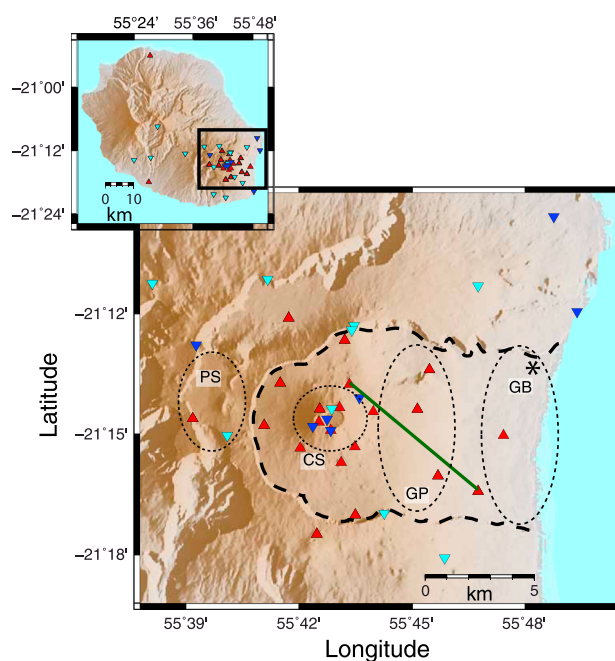 55˚24' 55˚36' 55˚48'
−21˚00'
−21˚12'
−21˚24'
0 10
km
−21˚12'
−21˚15'
−21˚18'
Latitude
PS
CS
GP
GB
*
0 5
km
55˚39' 55˚42' 55˚45' 55˚48'
Longitude